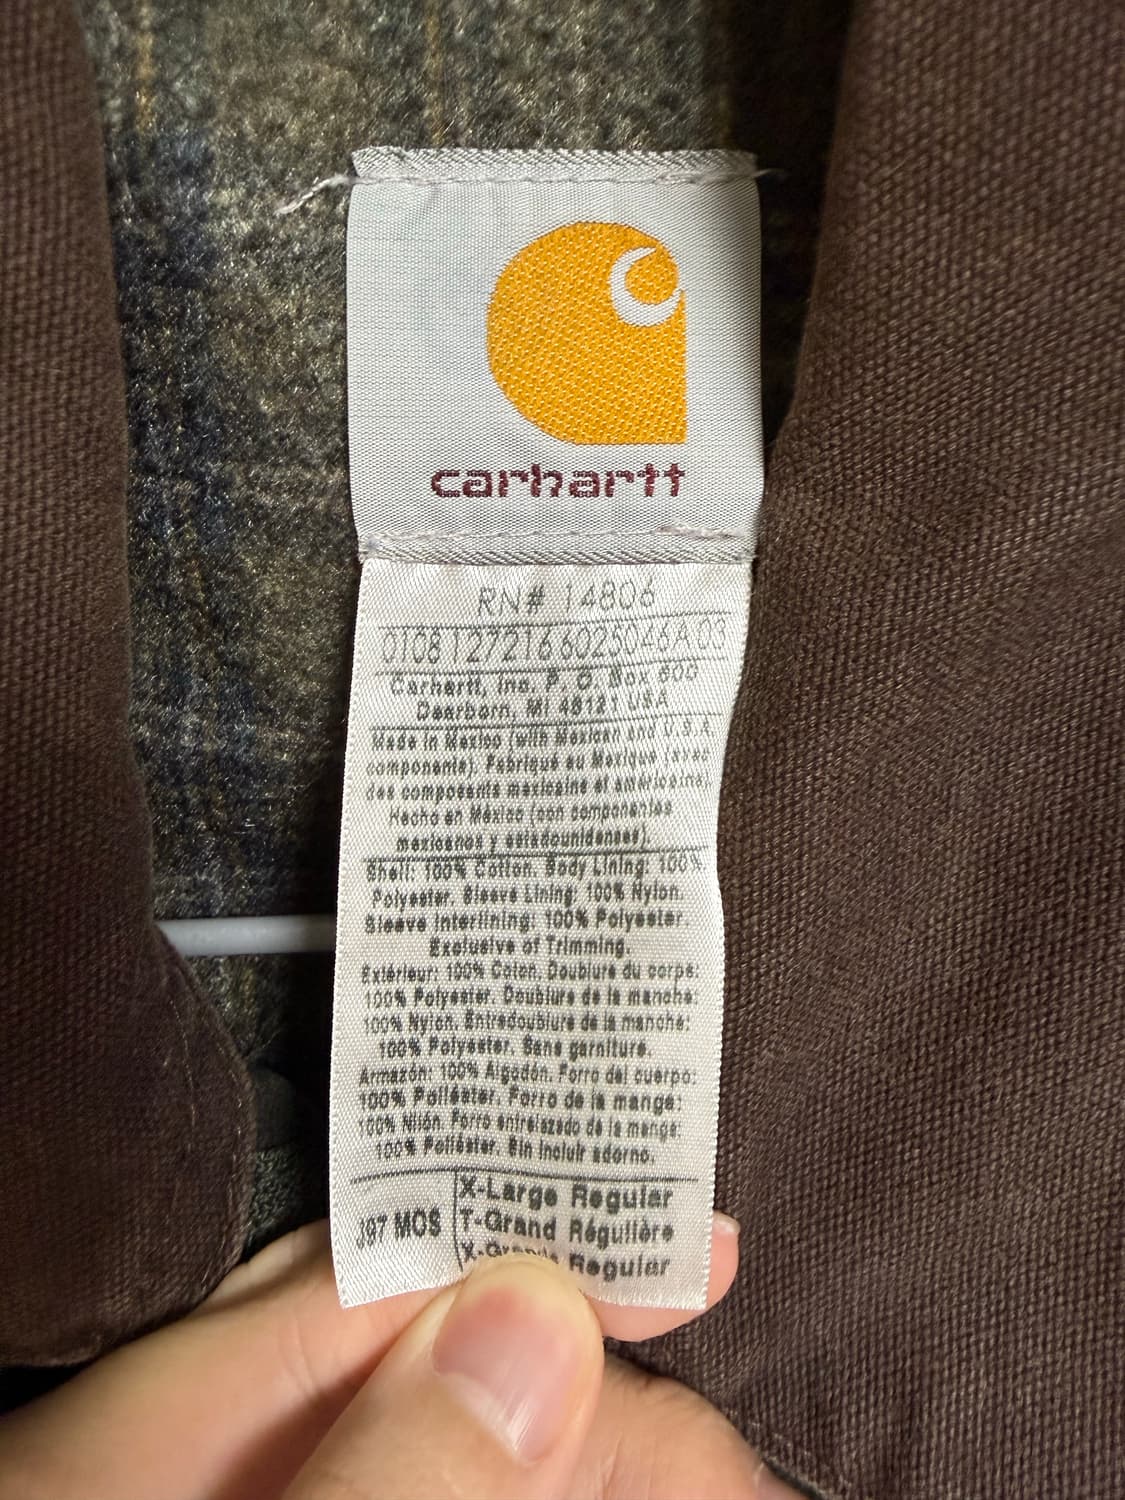 carhartt
RN# 14806
01081272166025046A 03
Carhartt, Inc. P. O. Box 600
Dearborn, MI 48121 USA
Made in Mexico (with Mexican and U.S.A.
components). Fabriqué au Mexique (avec
des composants mexicains et américains)
Hecho en México (con componentes
mexicanos y estadounidenses).
Shell: 100% Cotton. Body Lining: 100%
Polyester. Sleeve Lining: 100% Nylon.
Sleeve Interlining: 100% Polyester.
Exclusive of Trimming.
Extérieur: 100% Coton. Doublure du corps:
100% Polyester. Doublure de la manche:
100% Nylon. Entredoublure de la manche:
100% Polyester. Sans garniture.
Armazón: 100% Algodón. Forro del cuerpo:
100% Poliéster. Forro de la manga:
100% Nilón. Forro entrelazado de la manga:
100% Poliéster. Sin incluir adorno.
J97 MOS
X-Large Regular
T-Grand Régulière
X-Grande Regular